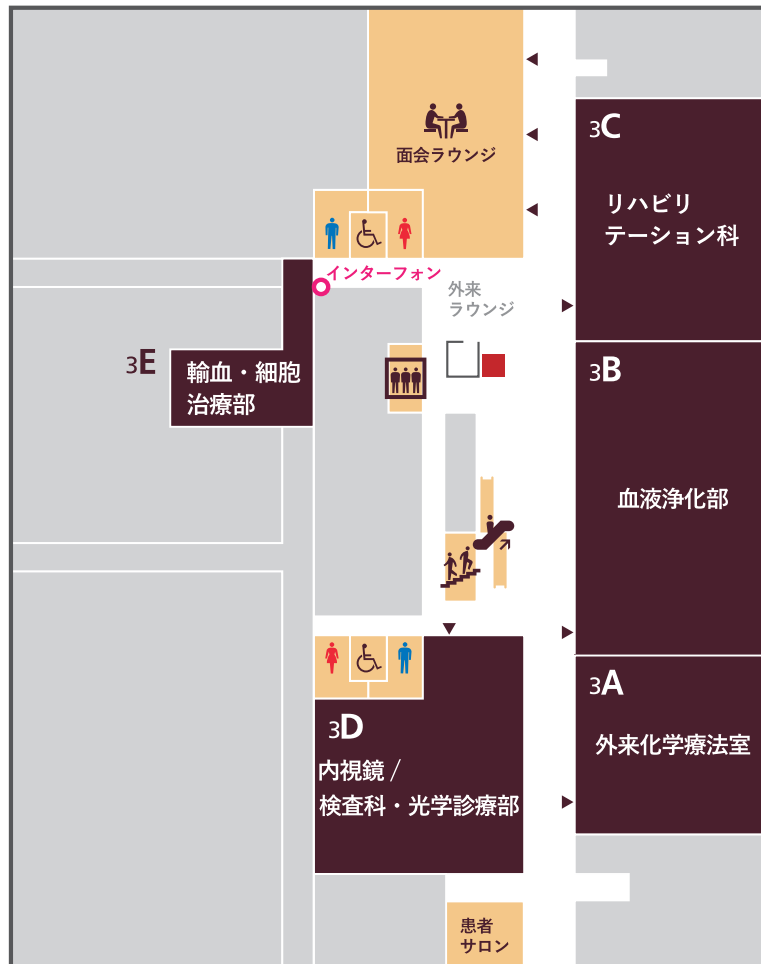 面会ラウンジ
3C
リハビリ
テーション科
インターフォン
外来
ラウンジ
3E
輸血・細胞
治療部
3B
血液浄化部
3A
外来化学療法室
3D
内視鏡/
検査科・光学診療部
患者
サロン